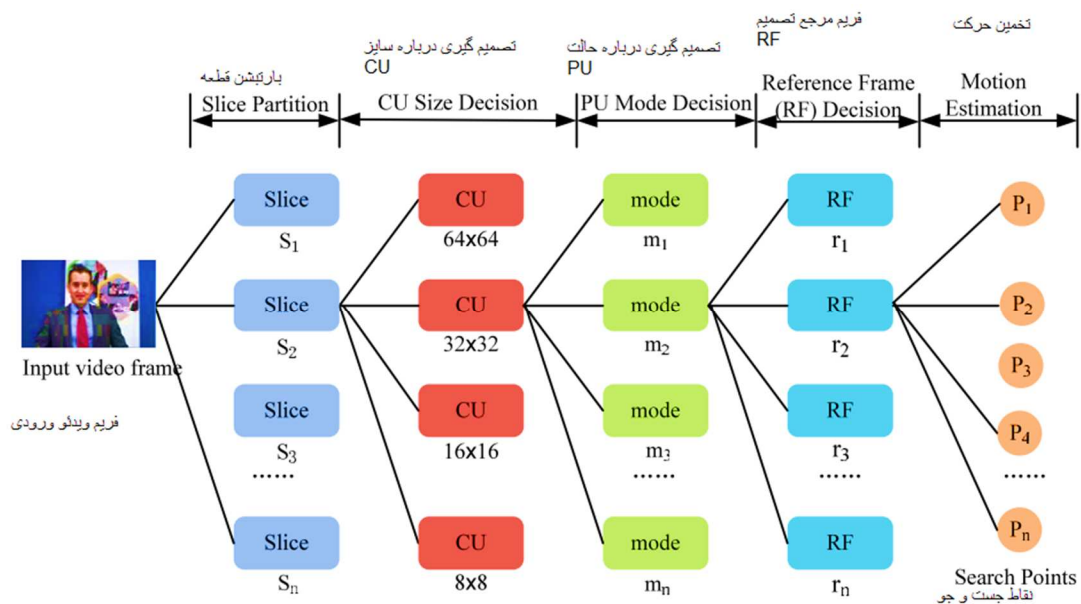 پارتیشن قطعه
تصمیم گیری درباره سایز
CU
تصمیم گیری درباره حالت
PU
فریم مرجع تصمیم
RF
تخمین حرکت
Slice Partition
CU Size Decision
PU Mode Decision
Reference Frame
(RF) Decision
Motion
Estimation
Slice
CU
mode
RF
P₁
S₁
64x64
m₁
r₁
Slice
CU
mode
RF
P₂
S₂
32x32
m₂
r₂
Input video frame
فریم ویدئو ورودی
P₃
Slice
CU
mode
RF
P₄
S₃
16x16
m₃
r₃
......
......
......
......
Slice
CU
mode
RF
Pₙ
Sₙ
8x8
mₙ
rₙ
Search Points
نقاط جست و جو